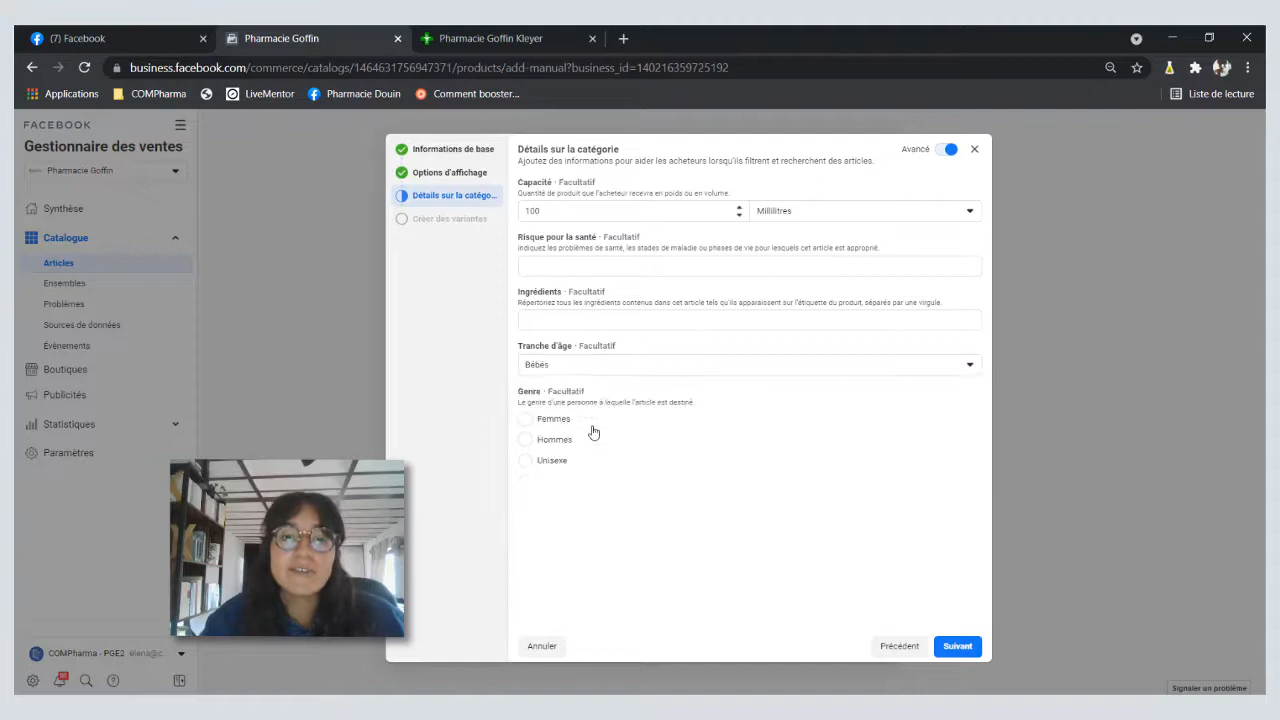 (7) Facebook
Pharmacie Goffin
Pharmacie Goffin Kleyer
business.facebook.com/commerce/catalogs/1464631756947371/products/add-manual?business_id=140216359725192
Applications
COMPharma
LiveMentor
Pharmacie Douin
Comment booster...
Liste de lecture
FACEBOOK
Gestionnaire des ventes
Pharmacie Goffin
Synthèse
Catalogue
Articles
Ensembles
Problèmes
Sources de données
Évènements
Boutiques
Publicités
Statistiques
Paramètres
COMPharma - PGE2
elena@c...
Informations de base
Options d'affichage
Détails sur la catégo...
Créer des variantes
Détails sur la catégorie
Avancé
Ajoutez des informations pour aider les acheteurs lorsqu'ils filtrent et recherchent des articles.
Capacité · Facultatif
Quantité de produit que l'acheteur recevra en poids ou en volume.
100
Millilitres
Risque pour la santé · Facultatif
Indiquez les problèmes de santé, les stades de maladie ou phases de vie pour lesquels cet article est approprié.
Ingrédients · Facultatif
Répertoriez tous les ingrédients contenus dans cet article tels qu'ils apparaissent sur l'étiquette du produit, séparés par une virgule.
Tranche d'âge · Facultatif
Bébés
Genre · Facultatif
Le genre d'une personne à laquelle l'article est destiné
Femmes
Hommes
Unisexe
Annuler
Précédent
Suivant
Signaler un problème